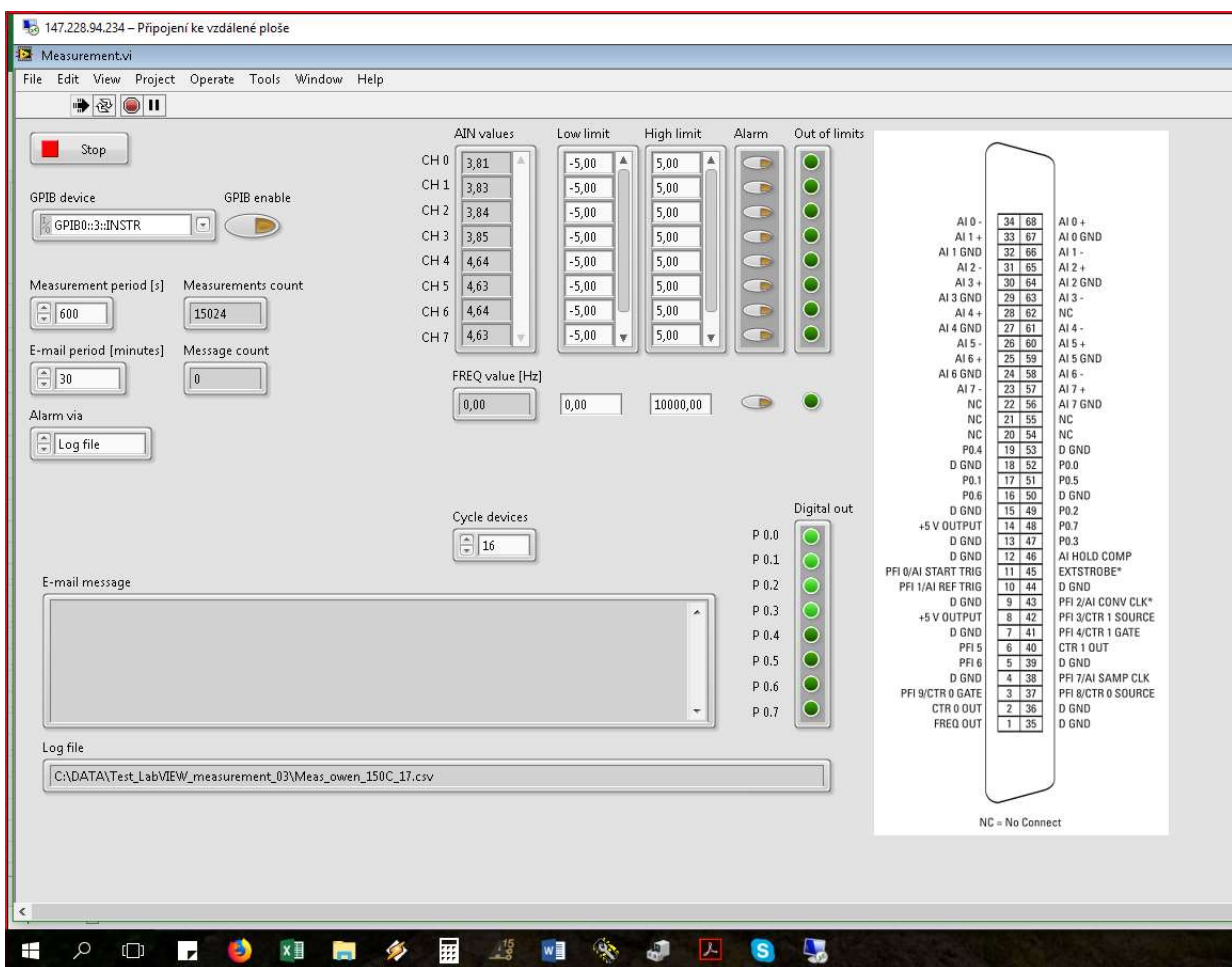 147.228.94.234 – Připojení ke vzdálené ploše
Measurement.vi
File Edit View Project Operate Tools Window Help
Stop
GPIB device GPIB enable
GPIB0::3::INSTR
Measurement period [s] Measurements count
600 15024
E-mail period [minutes] Message count
30 0
Alarm via
Log file
AIN values Low limit High limit Alarm Out of limits
CH 0 3,81 -5,00 5,00
CH 1 3,83 -5,00 5,00
CH 2 3,84 -5,00 5,00
CH 3 3,85 -5,00 5,00
CH 4 4,64 -5,00 5,00
CH 5 4,63 -5,00 5,00
CH 6 4,64 -5,00 5,00
CH 7 4,63 -5,00 5,00
FREQ value [Hz]
0,00 0,00 10000,00
Cycle devices
16
Digital out
P 0.0
P 0.1
P 0.2
P 0.3
P 0.4
P 0.5
P 0.6
P 0.7
E-mail message
Log file
C:\DATA\Test_LabVIEW_measurement_03\Meas_owen_150C_17.csv
AI 0 - 34 68 AI 0 +
AI 1 + 33 67 AI 0 GND
AI 1 GND 32 66 AI 1 -
AI 2 - 31 65 AI 2 +
AI 3 + 30 64 AI 2 GND
AI 3 GND 29 63 AI 3 -
AI 4 + 28 62 NC
AI 4 GND 27 61 AI 4 -
AI 5 - 26 60 AI 5 +
AI 6 + 25 59 AI 5 GND
AI 6 GND 24 58 AI 6 -
AI 7 - 23 57 AI 7 +
NC 22 56 AI 7 GND
NC 21 55 NC
NC 20 54 NC
P0.4 19 53 D GND
D GND 18 52 P0.0
P0.1 17 51 P0.5
P0.6 16 50 D GND
D GND 15 49 P0.2
+5 V OUTPUT 14 48 P0.7
D GND 13 47 P0.3
D GND 12 46 AI HOLD COMP
PFI 0/AI START TRIG 11 45 EXTSTROBE*
PFI 1/AI REF TRIG 10 44 D GND
D GND 9 43 PFI 2/AI CONV CLK*
+5 V OUTPUT 8 42 PFI 3/CTR 1 SOURCE
D GND 7 41 PFI 4/CTR 1 GATE
PFI 5 6 40 CTR 1 OUT
PFI 6 5 39 D GND
D GND 4 38 PFI 7/AI SAMP CLK
PFI 9/CTR 0 GATE 3 37 PFI 8/CTR 0 SOURCE
CTR 0 OUT 2 36 D GND
FREQ OUT 1 35 D GND
NC = No Connect